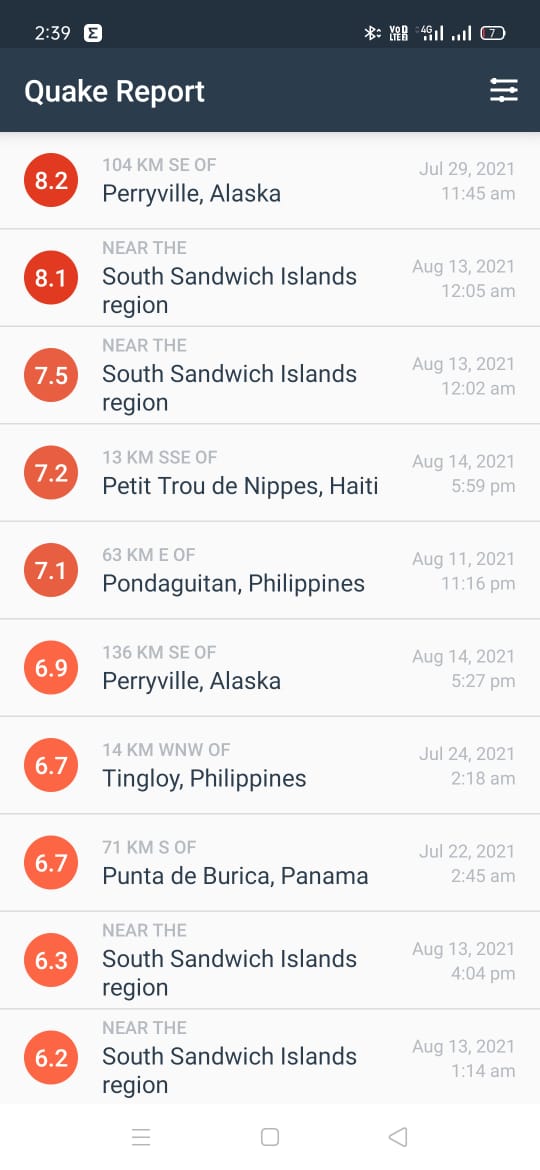 2:39
VoD
LTE2
4G
7
Quake Report
8.2
104 KM SE OF
Perryville, Alaska
Jul 29, 2021
11:45 am
8.1
NEAR THE
South Sandwich Islands
region
Aug 13, 2021
12:05 am
7.5
NEAR THE
South Sandwich Islands
region
Aug 13, 2021
12:02 am
7.2
13 KM SSE OF
Petit Trou de Nippes, Haiti
Aug 14, 2021
5:59 pm
7.1
63 KM E OF
Pondaguitan, Philippines
Aug 11, 2021
11:16 pm
6.9
136 KM SE OF
Perryville, Alaska
Aug 14, 2021
5:27 pm
6.7
14 KM WNW OF
Tingloy, Philippines
Jul 24, 2021
2:18 am
6.7
71 KM S OF
Punta de Burica, Panama
Jul 22, 2021
2:45 am
6.3
NEAR THE
South Sandwich Islands
region
Aug 13, 2021
4:04 pm
6.2
NEAR THE
South Sandwich Islands
region
Aug 13, 2021
1:14 am